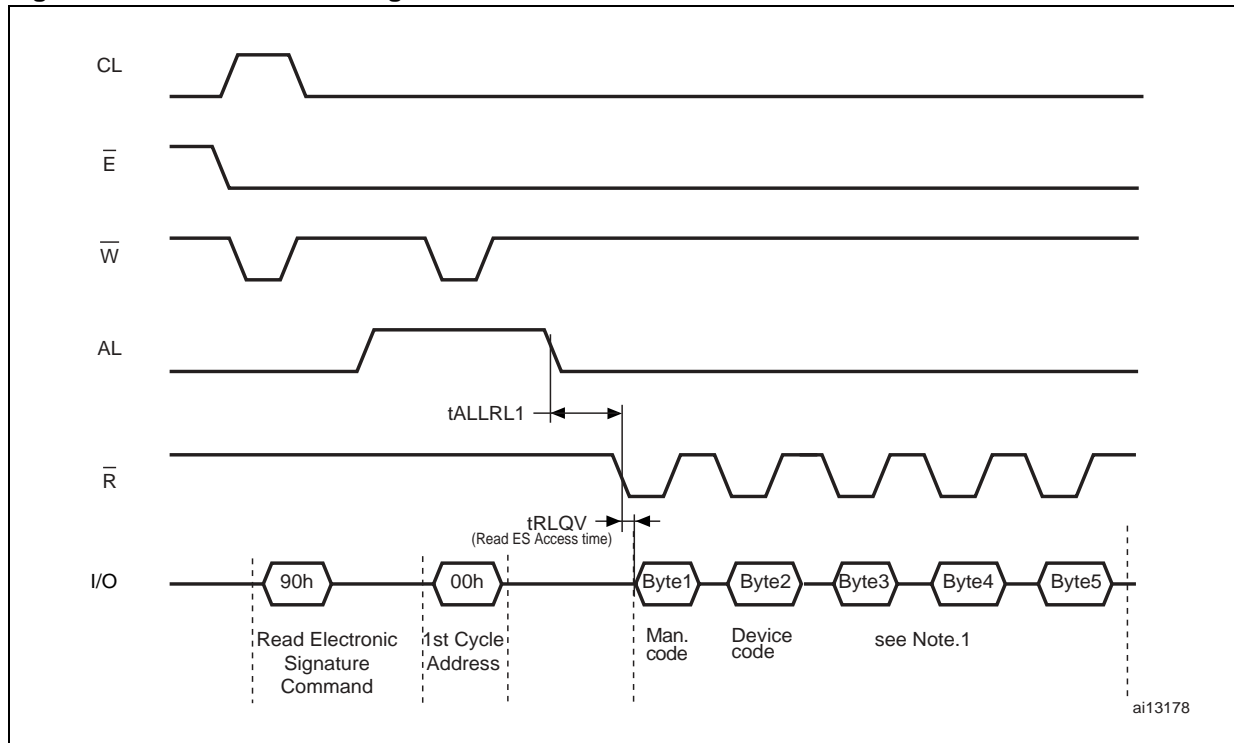 CL
E
W
AL
tALLRL1
R
tRLQV
(Read ES Access time)
I/O
90h
00h
Byte1
Byte2
Byte3
Byte4
Byte5
Read Electronic
Signature
Command
1st Cycle
Address
Man.
code
Device
code
see Note.1
ai13178